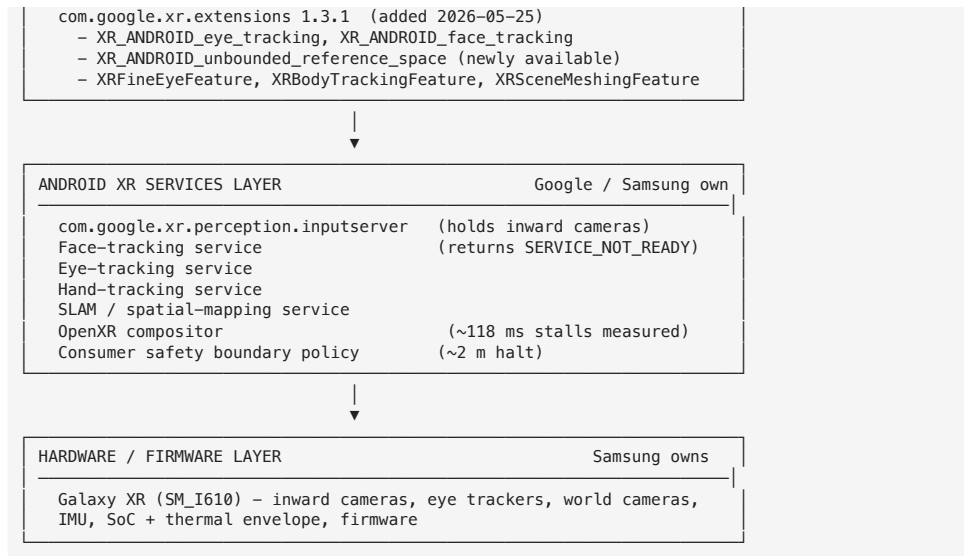 com.google.xr.extensions 1.3.1 (added 2026-05-25)
- XR_ANDROID_eye_tracking, XR_ANDROID_face_tracking
- XR_ANDROID_unbounded_reference_space (newly available)
- XRFineEyeFeature, XRBodyTrackingFeature, XRSceneMeshingFeature
ANDROID XR SERVICES LAYER Google / Samsung own
com.google.xr.perception.inputserver (holds inward cameras)
Face-tracking service (returns SERVICE_NOT_READY)
Eye-tracking service
Hand-tracking service
SLAM / spatial-mapping service
OpenXR compositor (~118 ms stalls measured)
Consumer safety boundary policy (~2 m halt)
HARDWARE / FIRMWARE LAYER Samsung owns
Galaxy XR (SM_I610) – inward cameras, eye trackers, world cameras,
IMU, SoC + thermal envelope, firmware